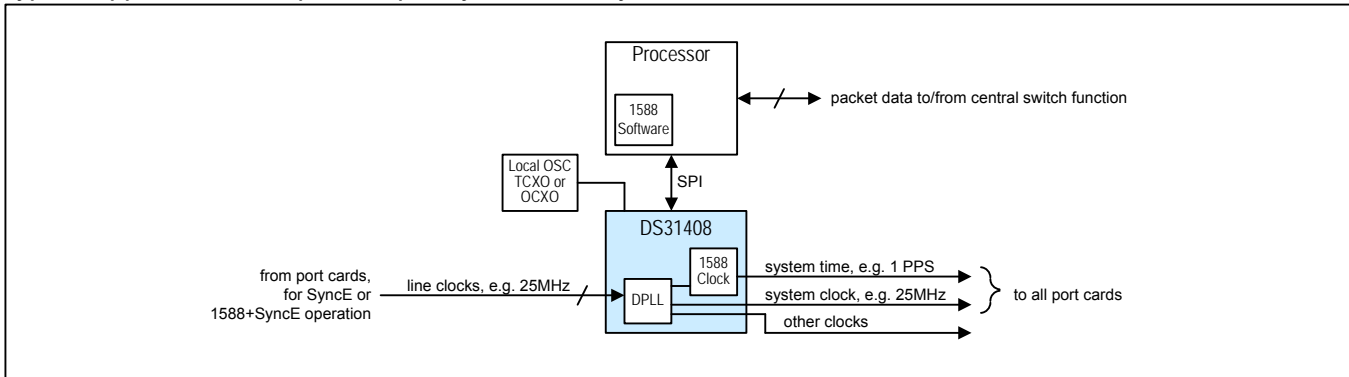 Processor
1588
Software
packet data to/from central switch function
Local OSC
TCXO or
OCXO
SPI
DS31408
1588
Clock
system time, e.g. 1 PPS
from port cards,
for SyncE or
1588+SyncE operation
line clocks, e.g. 25MHz
DPLL
system clock, e.g. 25MHz
to all port cards
other clocks